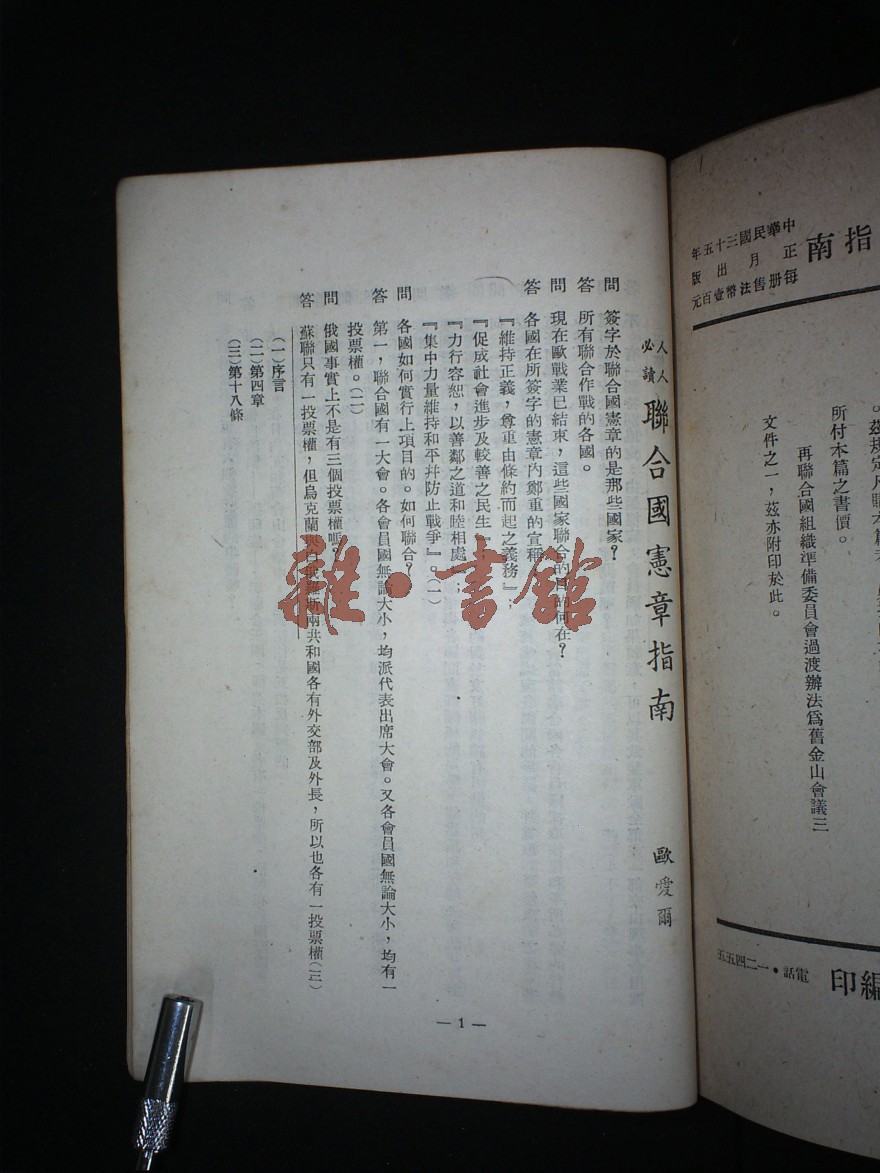 中華民國三十五年
正月出版
每册售法幣壹百元
指南
所付本篇之書價。
再聯合國組織準備委員會過渡辦法爲舊金山會議三
文件之一，茲亦附印於此。
編印
電話•一二四五五
人人必讀
聯合國憲章指南
歐愛爾
問 簽字於聯合國憲章的是那些國家？
答 所有聯合作戰的各國。
問 現在歐戰業已結束，這些國家聯合的目的何在？
答 各國在所簽字的憲章內鄭重的宣稱
『維持正義，尊重由條約而起之義務』
『促成社會進步及較善之民生』
『力行容恕，以善鄰之道和睦相處』；
『集中力量維持和平幷防止戰爭』。（一）
問 各國如何實行上項目的。如何聯合？
答 第一，聯合國有一大會。各會員國無論大小，均派代表出席大會。又各會員國無論大小，均有一
投票權。（二）
問 俄國事實上不是有三個投票權嗎？
答 蘇聯只有一投票權，但烏克蘭與白俄羅斯兩共和國各有外交部及外長，所以也各有一投票權（三）
（一）序言
（二）第四章
（三）第十八條
— 1 —
雜•書館